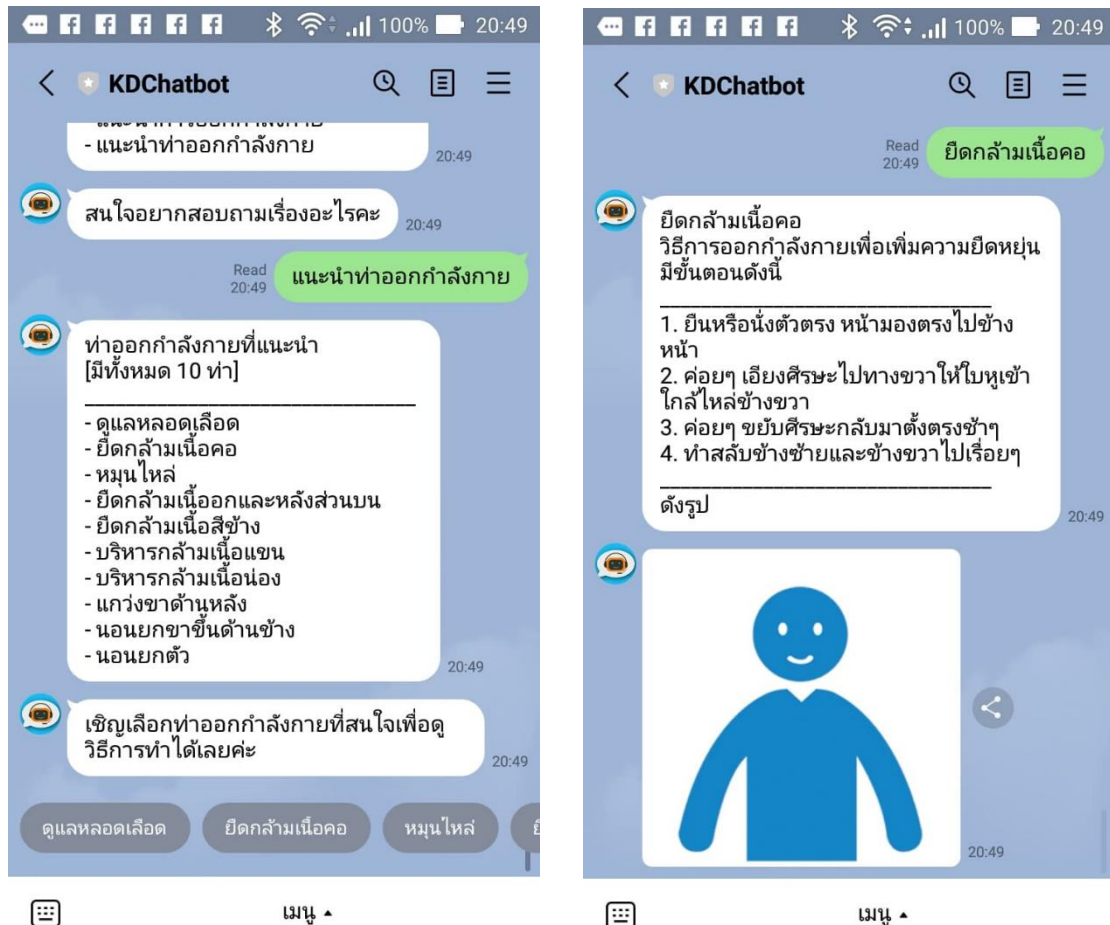 100% 20:49
KDChatbot
- แนะนำท่าออกกำลังกาย
20:49
สนใจอยากสอบถามเรื่องอะไรคะ
20:49
Read
20:49
แนะนำท่าออกกำลังกาย
ท่าออกกำลังกายที่แนะนำ
[มีทั้งหมด 10 ท่า]
- ดูแลหลอดเลือด
- ยืดกล้ามเนื้อคอ
- หมุนไหล่
- ยืดกล้ามเนื้ออกและหลังส่วนบน
- ยืดกล้ามเนื้อสีข้าง
- บริหารกล้ามเนื้อแขน
- บริหารกล้ามเนื้อน่อง
- แกว่งขาด้านหลัง
- นอนยกขาขึ้นด้านข้าง
- นอนยกตัว
20:49
เชิญเลือกท่าออกกำลังกายที่สนใจเพื่อดู
วิธีการทำได้เลยค่ะ
20:49
ดูแลหลอดเลือด ยืดกล้ามเนื้อคอ หมุนไหล่
เมนู
100% 20:49
KDChatbot
Read
20:49
ยืดกล้ามเนื้อคอ
ยืดกล้ามเนื้อคอ
วิธีการออกกำลังกายเพื่อเพิ่มความยืดหยุ่น
มีขั้นตอนดังนี้
1. ยืนหรือนั่งตัวตรง หน้ามองตรงไปข้าง
หน้า
2. ค่อยๆ เอียงศีรษะไปทางขวาให้ใบหูเข้า
ใกล้ไหล่ข้างขวา
3. ค่อยๆ ขยับศีรษะกลับมาตั้งตรงช้าๆ
4. ทำสลับข้างซ้ายและข้างขวาไปเรื่อยๆ
ดังรูป
20:49
20:49
เมนู